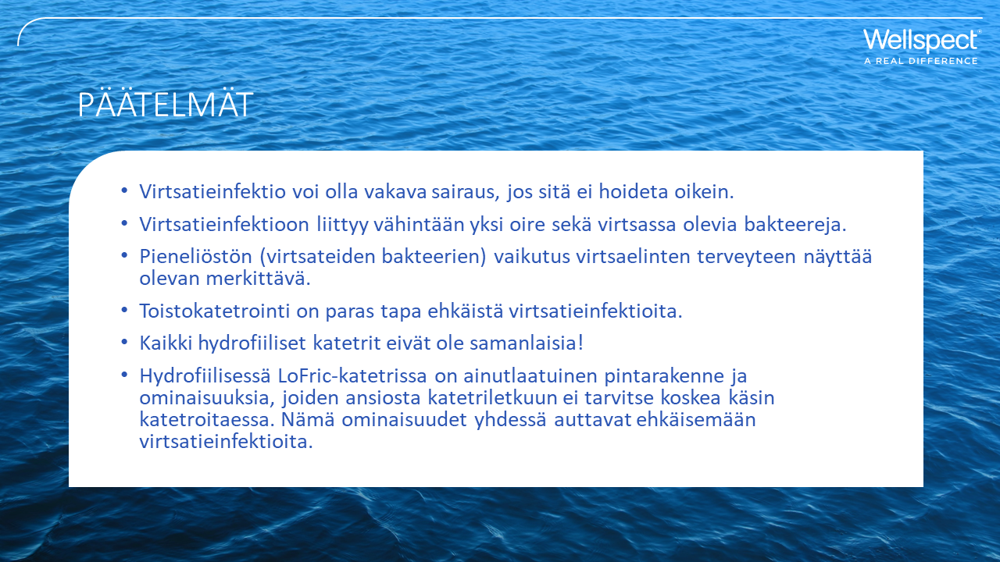 Wellspect
A REAL DIFFERENCE
PÄÄTELMÄT
• Virtsatieinfektio voi olla vakava sairaus, jos sitä ei hoideta oikein.
• Virtsatieinfektioon liittyy vähintään yksi oire sekä virtsassa olevia bakteereja.
• Pieneliöstön (virtsateiden bakteerien) vaikutus virtsaelinten terveyteen näyttää
olevan merkittävä.
• Toistokatetrointi on paras tapa ehkäistä virtsatieinfektioita.
• Kaikki hydrofiiliset katetrit eivät ole samanlaisia!
• Hydrofiilisessä LoFric-katetrissa on ainutlaatuinen pintarakenne ja
ominaisuuksia, joiden ansiosta katetriletkuun ei tarvitse koskea käsin
katetroitaessa. Nämä ominaisuudet yhdessä auttavat ehkäisemään
virtsatieinfektioita.